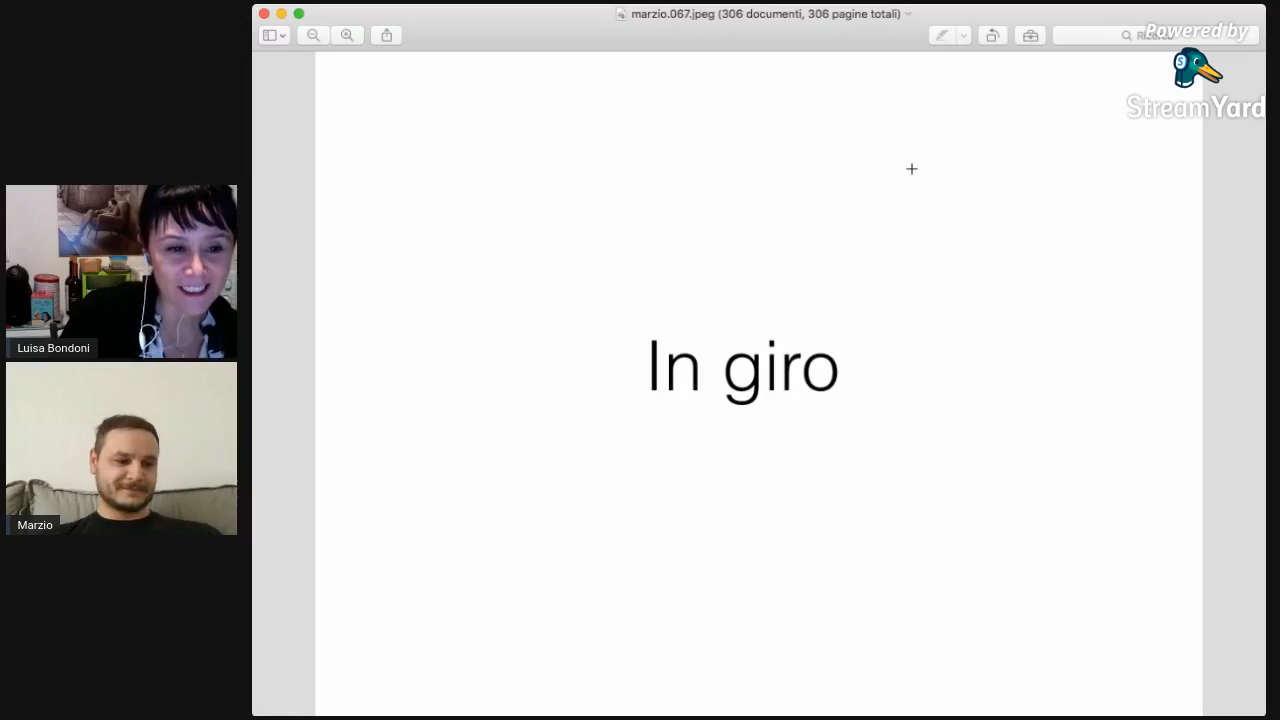 marzio.067.jpeg (306 documenti, 306 pagine totali)
Powered by
StreamYard
In giro
Luisa Bondoni
Marzio